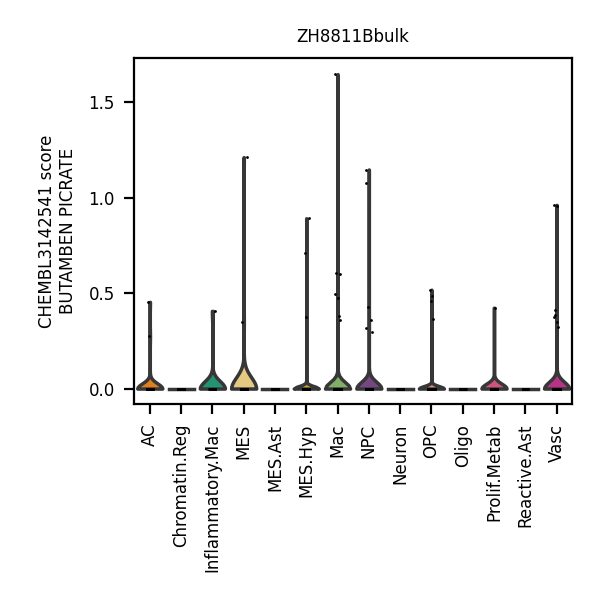 ZH8811Bbulk
CHEMBL3142541 score
BUTAMBEN PICRATE
1.5
1.0
0.5
0.0
AC
Chromatin.Reg
Inflammatory.Mac
MES
MES.Ast
MES.Hyp
Mac
NPC
Neuron
OPC
Oligo
Prolif.Metab
Reactive.Ast
Vasc